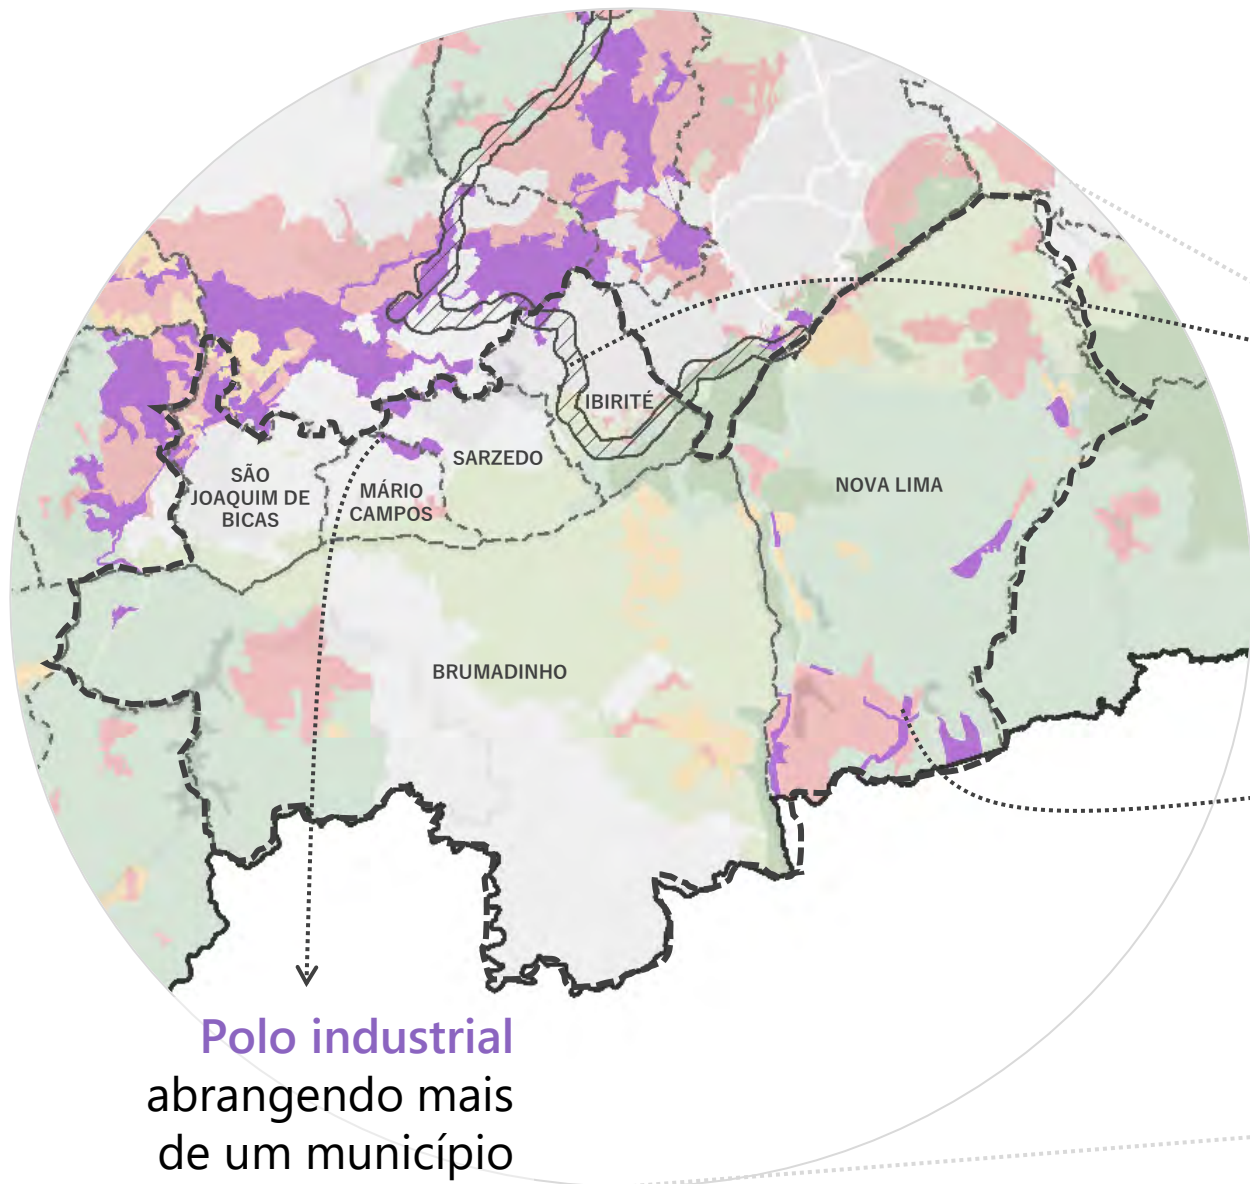 IBIRITÉ
SARZEDO
SÃO
JOAQUIM DE
BICAS
MÁRIO
CAMPOS
NOVA LIMA
BRUMADINHO
Polo industrial
abrangendo mais
de um município